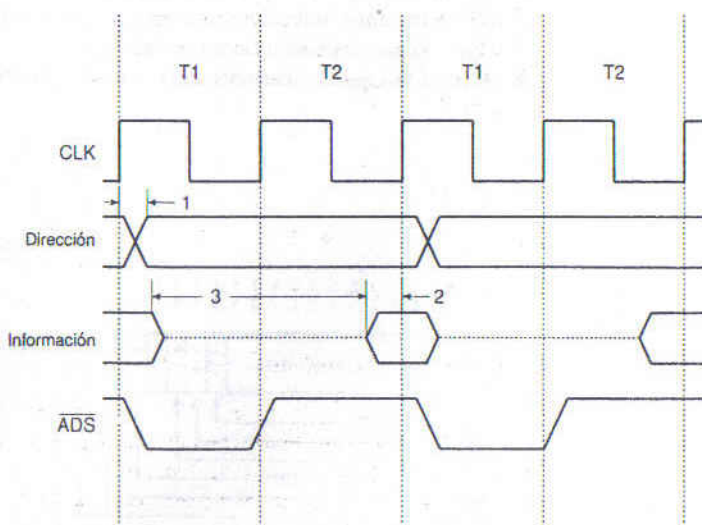 T1 T2 T1 T2
CLK
1
Dirección
3 2
Información
ADS